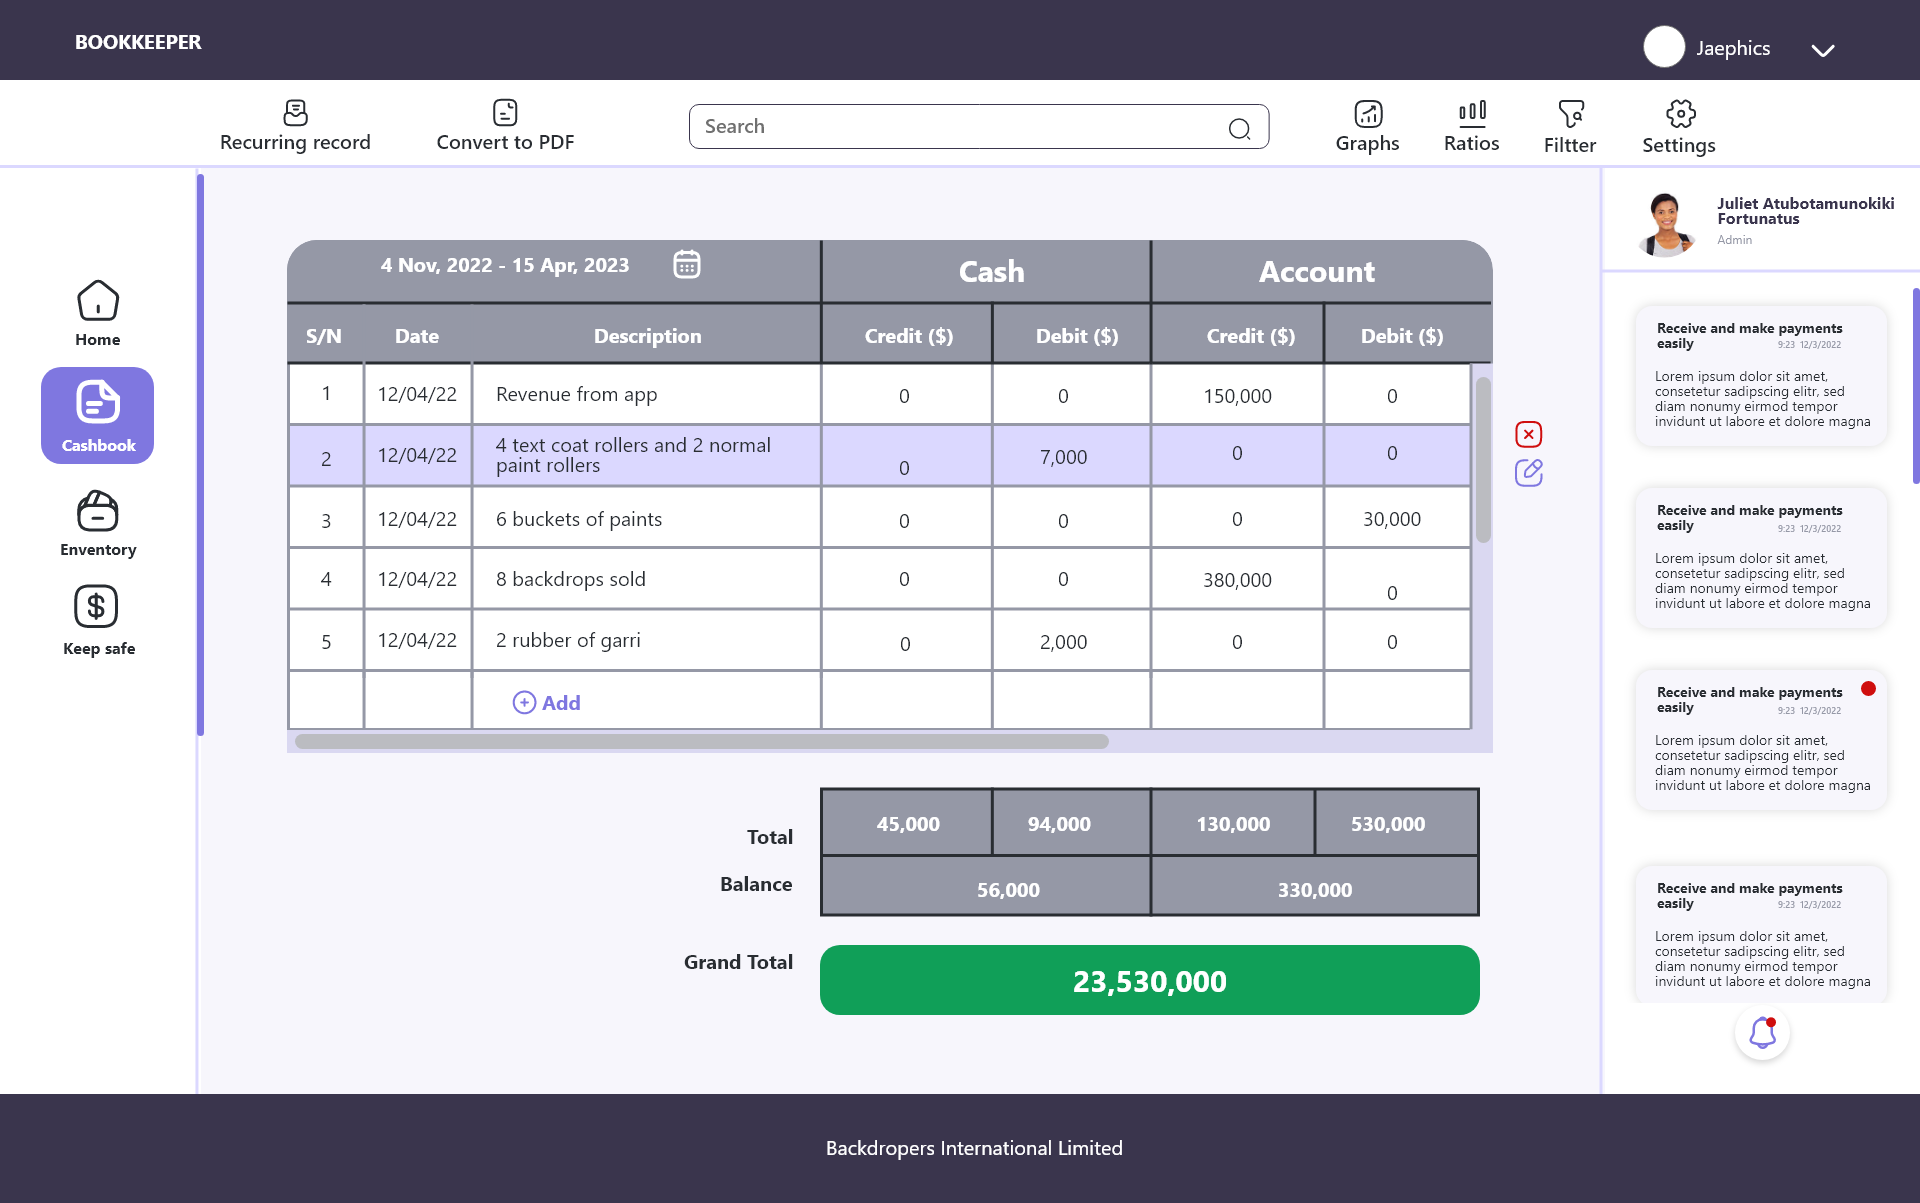 BOOKKEEPER
Jaephics
Recurring record
Convert to PDF
Search
Graphs
Ratios
Filtter
Settings
Home
Cashbook
Enventory
Keep safe
4 Nov, 2022 - 15 Apr, 2023 Cash Account
S/N Date Description Credit ($) Debit ($) Credit ($) Debit ($)
1 12/04/22 Revenue from app 0 0 150,000 0
2 12/04/22 4 text coat rollers and 2 normal
paint rollers 0 7,000 0 0
3 12/04/22 6 buckets of paints 0 0 0 30,000
4 12/04/22 8 backdrops sold 0 0 380,000 0
5 12/04/22 2 rubber of garri 0 2,000 0 0
Add
Total 45,000 94,000 130,000 530,000
Balance 56,000 330,000
Grand Total 23,530,000
Juliet Atubotamunokiki
Fortunatus
Admin
Receive and make payments
easily 9:23 12/3/2022
Lorem ipsum dolor sit amet,
consetetur sadipscing elitr, sed
diam nonumy eirmod tempor
invidunt ut labore et dolore magna
Receive and make payments
easily 9:23 12/3/2022
Lorem ipsum dolor sit amet,
consetetur sadipscing elitr, sed
diam nonumy eirmod tempor
invidunt ut labore et dolore magna
Receive and make payments
easily 9:23 12/3/2022
Lorem ipsum dolor sit amet,
consetetur sadipscing elitr, sed
diam nonumy eirmod tempor
invidunt ut labore et dolore magna
Receive and make payments
easily 9:23 12/3/2022
Lorem ipsum dolor sit amet,
consetetur sadipscing elitr, sed
diam nonumy eirmod tempor
invidunt ut labore et dolore magna
Backdropers International Limited